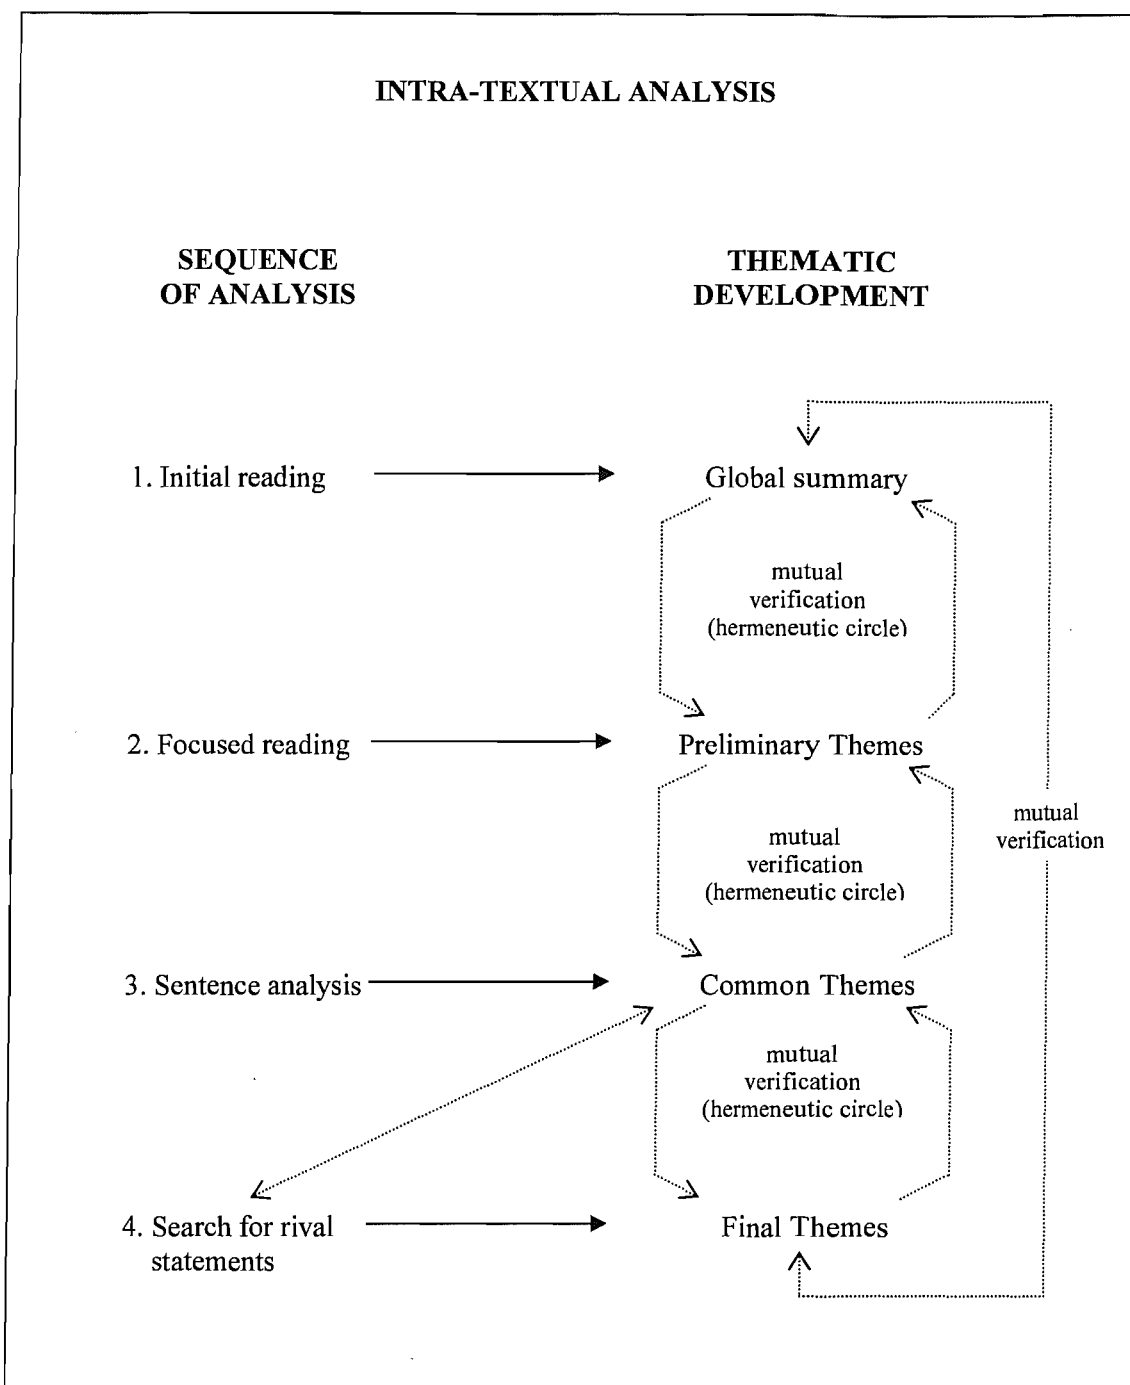 INTRA-TEXTUAL ANALYSIS
SEQUENCE
OF ANALYSIS
THEMATIC
DEVELOPMENT
1. Initial reading
Global summary
mutual
verification
(hermeneutic circle)
2. Focused reading
Preliminary Themes
mutual
verification
(hermeneutic circle)
mutual
verification
3. Sentence analysis
Common Themes
mutual
verification
(hermeneutic circle)
4. Search for rival
statements
Final Themes